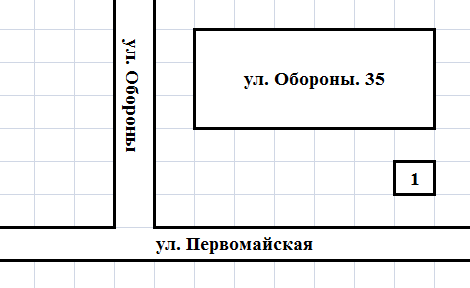 ул. Обороны
ул. Обороны. 35
1
ул. Первомайская